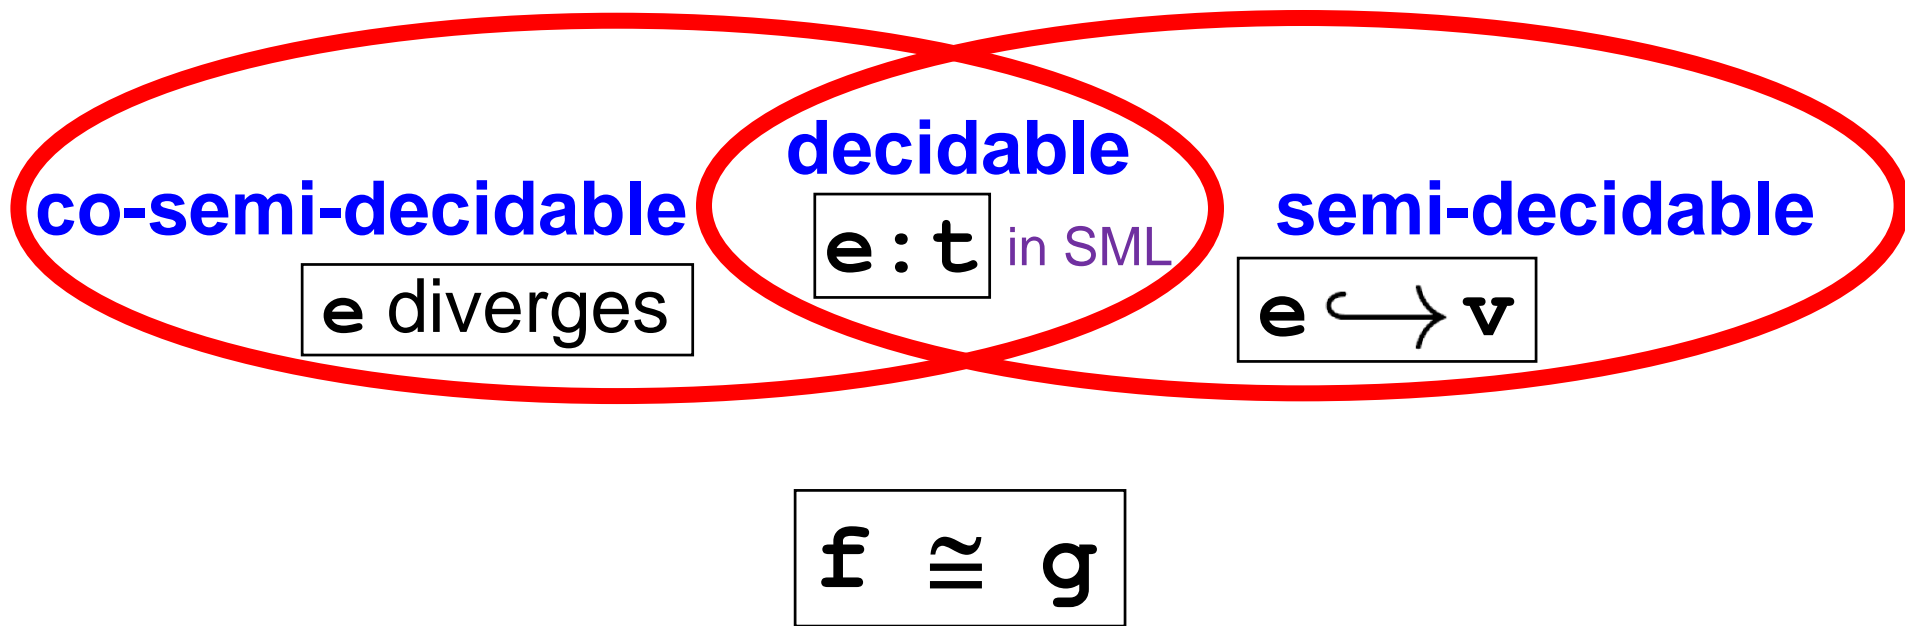 co-semi-decidable
e diverges
decidable
e : t in SML
semi-decidable
e ↪ v
f ≅ g